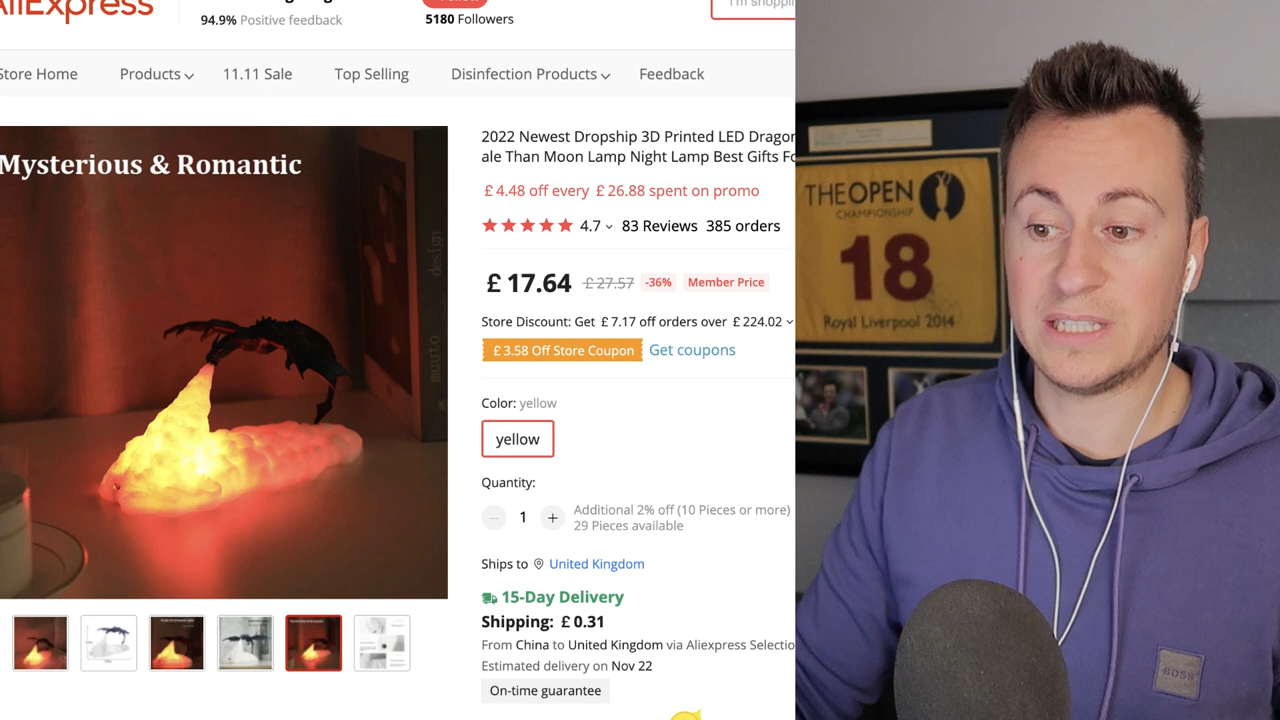 AliExpress
94.9% Positive feedback
5180 Followers
I'm shoppin
Store Home
Products
11.11 Sale
Top Selling
Disinfection Products
Feedback
Mysterious & Romantic
design
muuto
2022 Newest Dropship 3D Printed LED Dragon
ale Than Moon Lamp Night Lamp Best Gifts Fo
£ 4.48 off every £ 26.88 spent on promo
4.7 83 Reviews 385 orders
£ 17.64 £ 27.57 -36% Member Price
Store Discount: Get £ 7.17 off orders over £ 224.02
£ 3.58 Off Store Coupon Get coupons
Color: yellow
yellow
Quantity:
1
Additional 2% off (10 Pieces or more)
29 Pieces available
Ships to United Kingdom
15-Day Delivery
Shipping: £ 0.31
From China to United Kingdom via Aliexpress Selectio
Estimated delivery on Nov 22
On-time guarantee
THE OPEN
CHAMPIONSHIP
18
Royal Liverpool 2014
BOSS